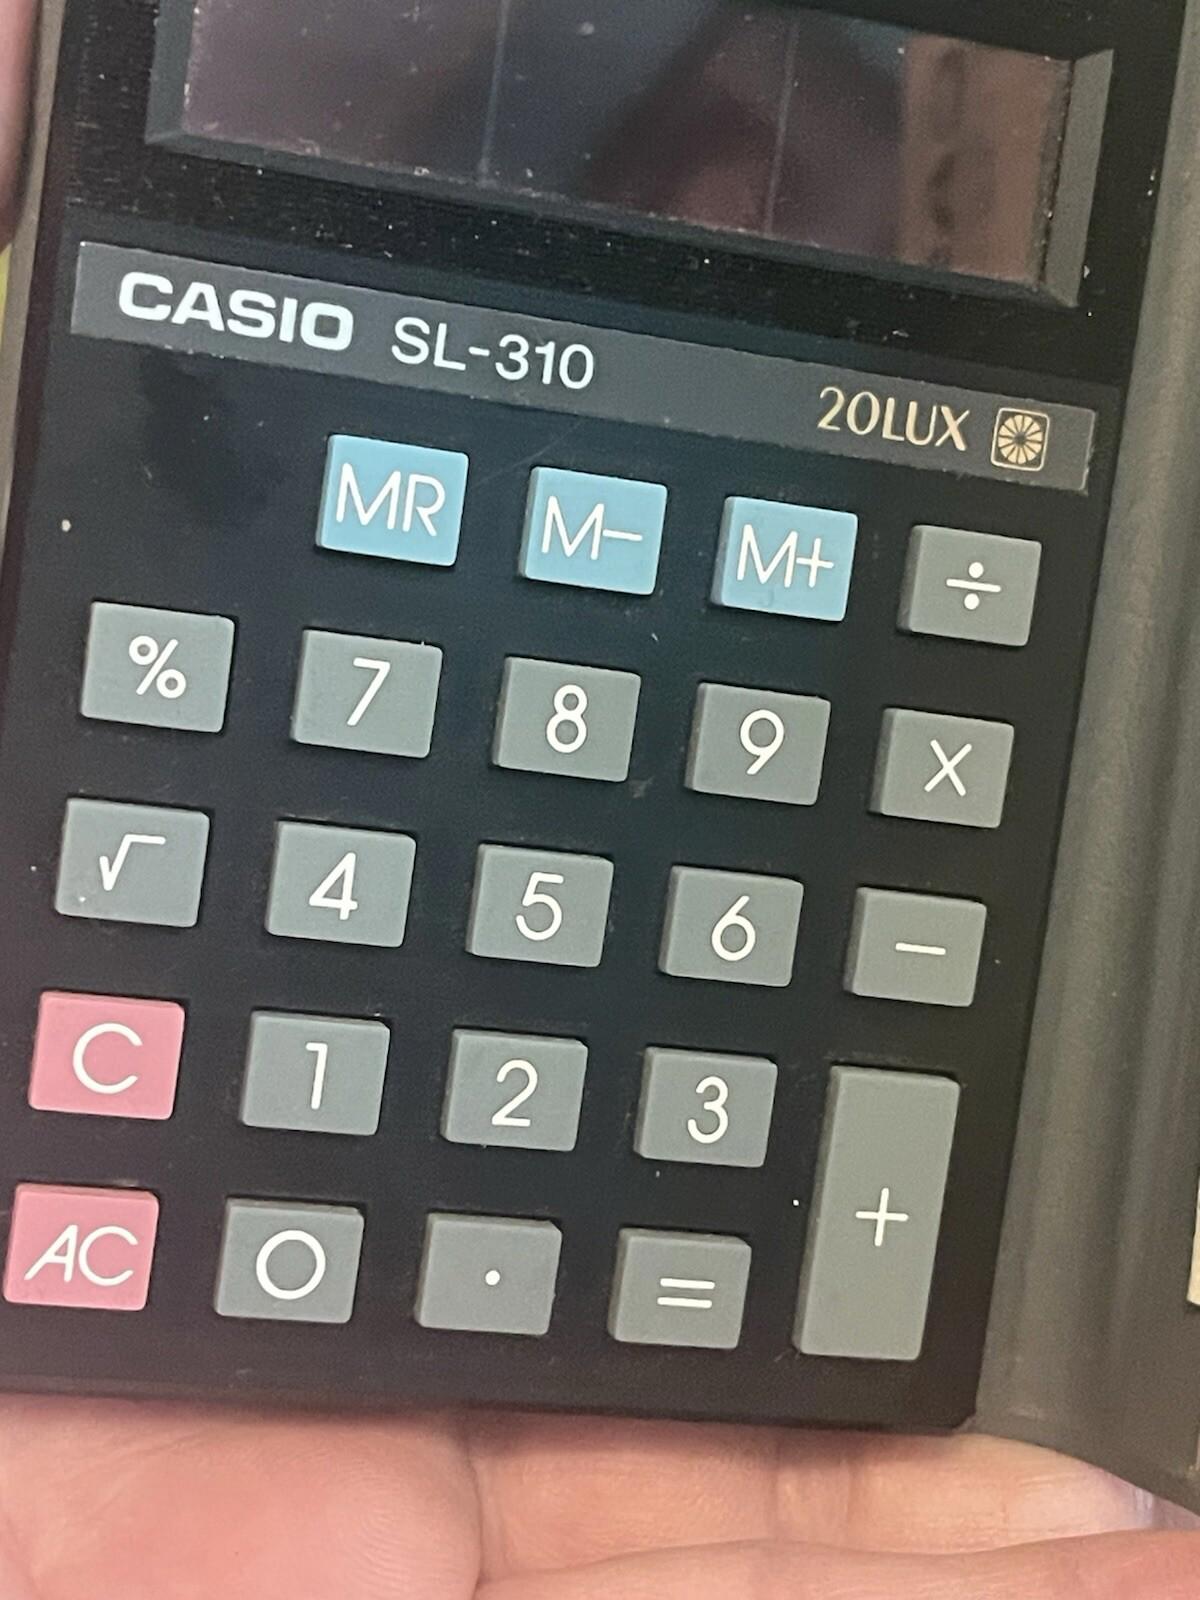 CASIO SL-310
20LUX
MR M− M+ ÷
% 7 8 9 X
√ 4 5 6 −
C 1 2 3 +
AC 0 . =